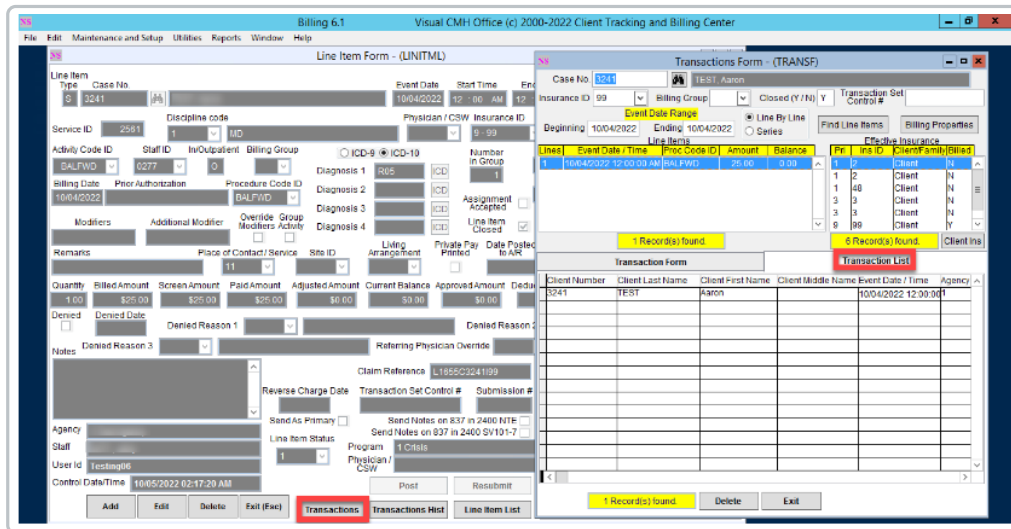 Billing 6.1 Visual CMH Office (c) 2000-2022 Client Tracking and Billing Center
File Edit Maintenance and Setup Utilities Reports Window Help
Line Item Form - (LINITML)
Line Item
Type Case No. Event Date Start Time
9 3241 10/04/2022 12 : 00 AM 12
Discipline code Physician / CSW Insurance ID
Service ID 2561 1 MD 9 - 99
Activity Code ID Staff ID In/Outpatient Billing Group ICD-9 ICD-10 Number in Group
BALFWD 0277 O Diagnosis 1 R05 ICD 1
Billing Date Prior Authorization Procedure Code ID Diagnosis 2 ICD Assignment Accepted
10/04/2022 BALFWD Diagnosis 3 ICD
Modifiers Additional Modifier Override Modifiers Group Activity Diagnosis 4 ICD Line Item Closed
Remarks Place of Contact / Service Site ID Living Arrangement Private Pay Printed Date Posted to A/R
11
Quantity Billed Amount Screen Amount Paid Amount Adjusted Amount Current Balance Approved Amount
1.00 $25.00 $25.00 $25.00 $0.00 $0.00 $0.00
Denied Denied Date
Denied Reason 1 Denied Reason 2
Notes Denied Reason 3 Referring Physician Override
Claim Reference L1655C3241I99
Reverse Charge Date Transaction Set Control # Submission #
Send As Primary Send Notes on 837 in 2400 NTE
Send Notes on 837 in 2400 SV101-7
Agency Line Item Status
Staff 1 Program 1 Crisis
User Id Testing06 Physician / CSW
Control Date/Time 10/05/2022 02:17:20 AM Post Resubmit
Add Edit Delete Exit (Esc) Transactions Transactions Hist Line Item List
Transactions Form - (TRANSF)
Case No. 3241 TEST, Aaron
Insurance ID 99 Billing Group Closed (Y / N) Y Transaction Set Control #
Event Date Range Line By Line
Beginning 10/04/2022 Ending 10/04/2022 Series Find Line Items Billing Properties
Line Items Effective Insurance
Lines Event Date / Time Proc Code ID Amount Balance Pri Ins ID Client/Family Billed
1 10/04/2022 12:00:00 AM BALFWD 25.00 0.00 1 2 Client N
1 2 Client N
1 48 Client N
3 3 Client N
3 3 Client N
9 99 Client Y
1 Record(s) found. 6 Record(s) found. Client Ins
Transaction Form Transaction List
Client Number Client Last Name Client First Name Client Middle Name Event Date / Time Agency
3241 TEST Aaron 10/04/2022 12:00:00 1
1 Record(s) found. Delete Exit